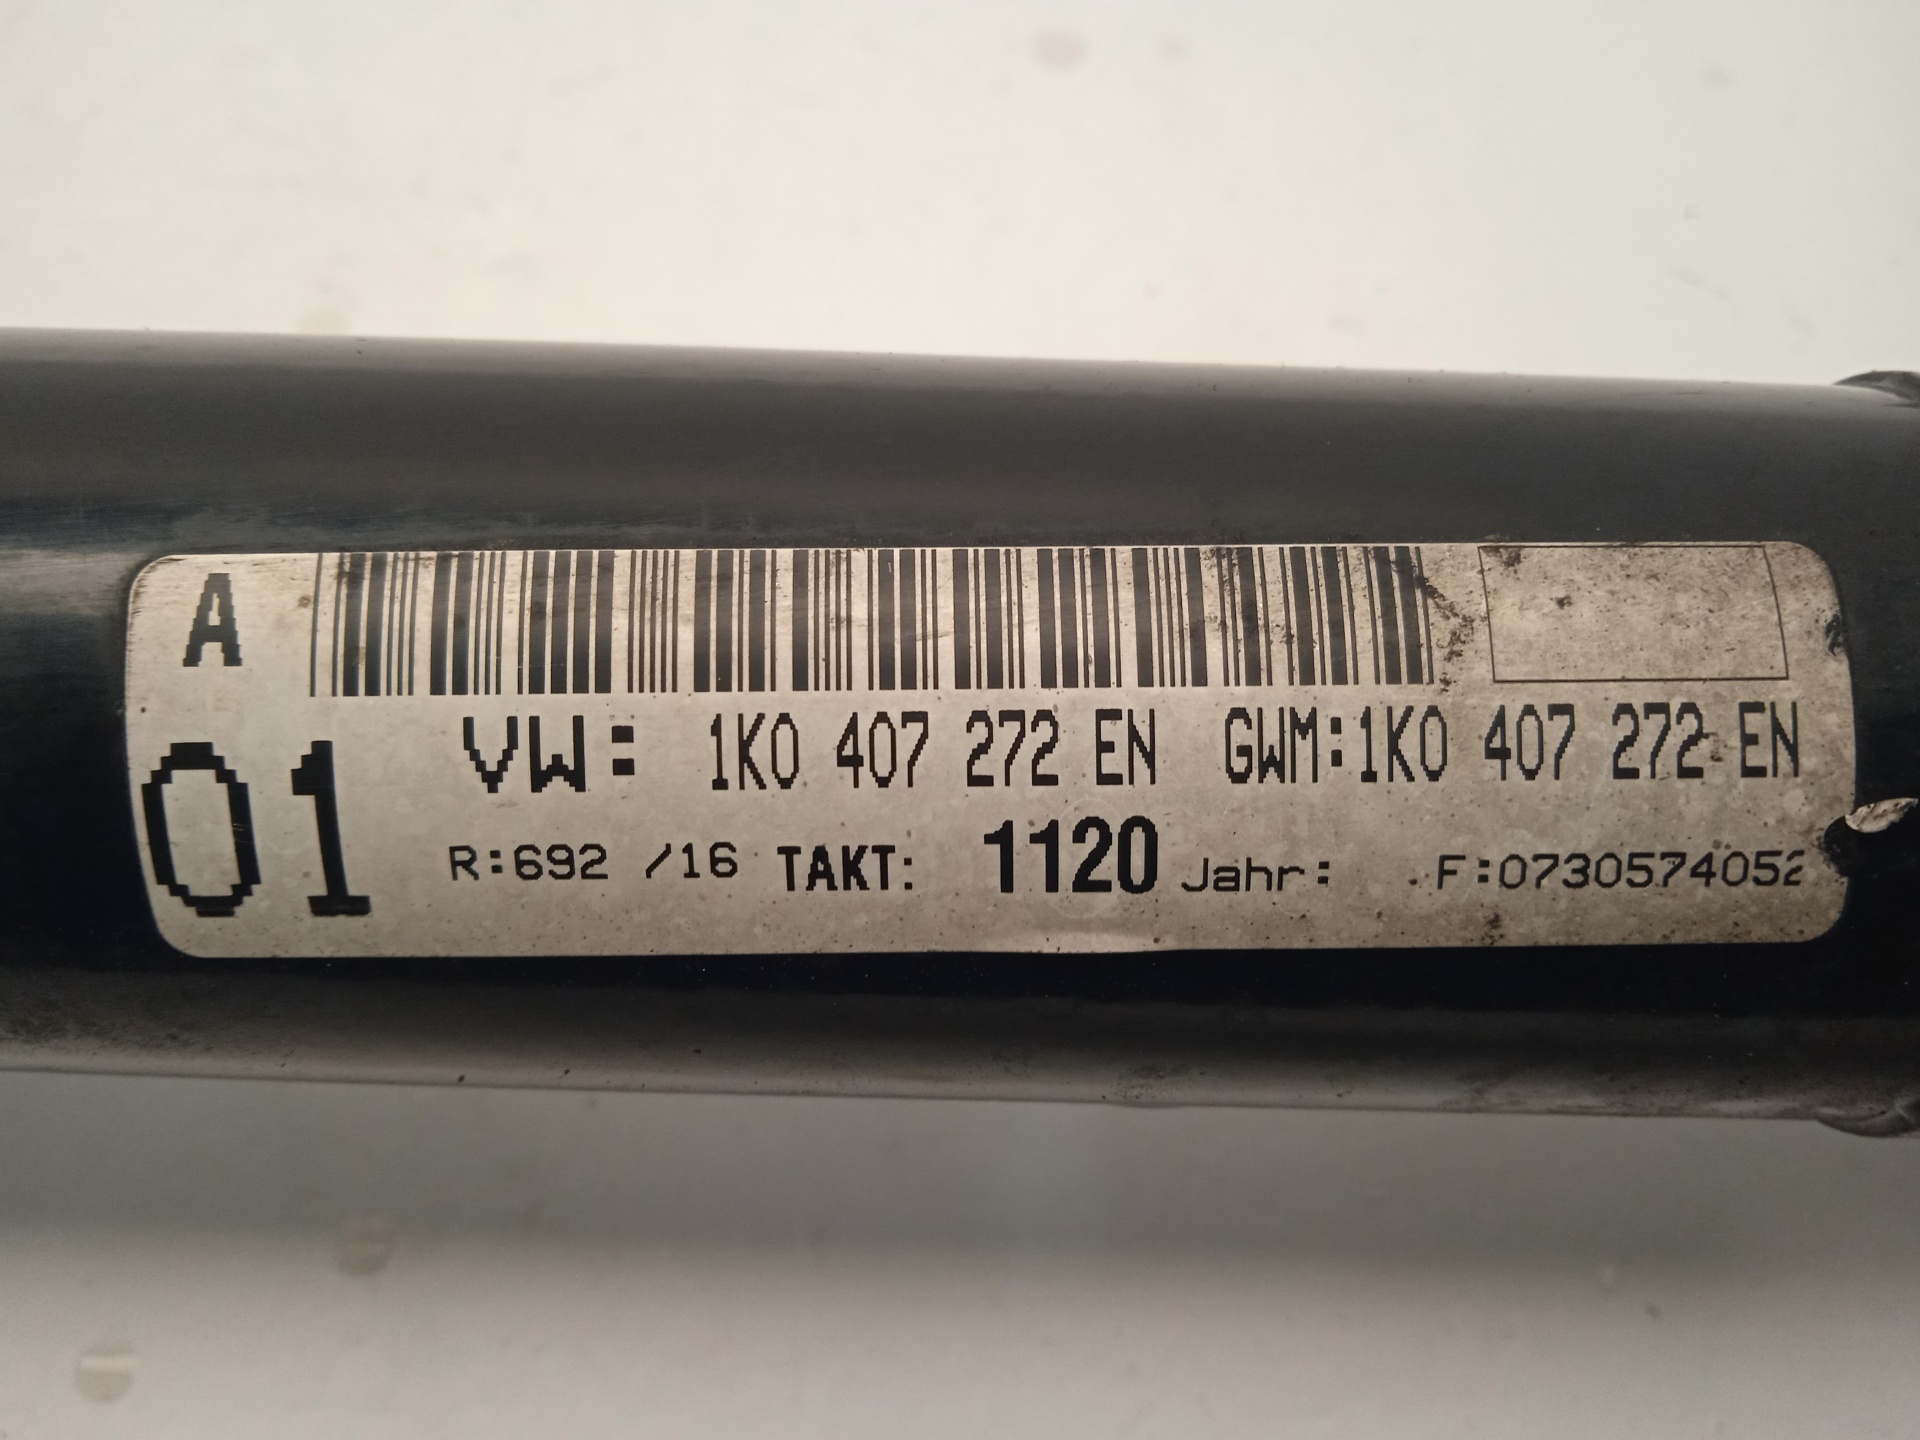 A
VW: 1K0 407 272 EN GWM:1K0 407 272 EN
01
R:692 /16 TAKT: 1120 Jahr: F:0730574052